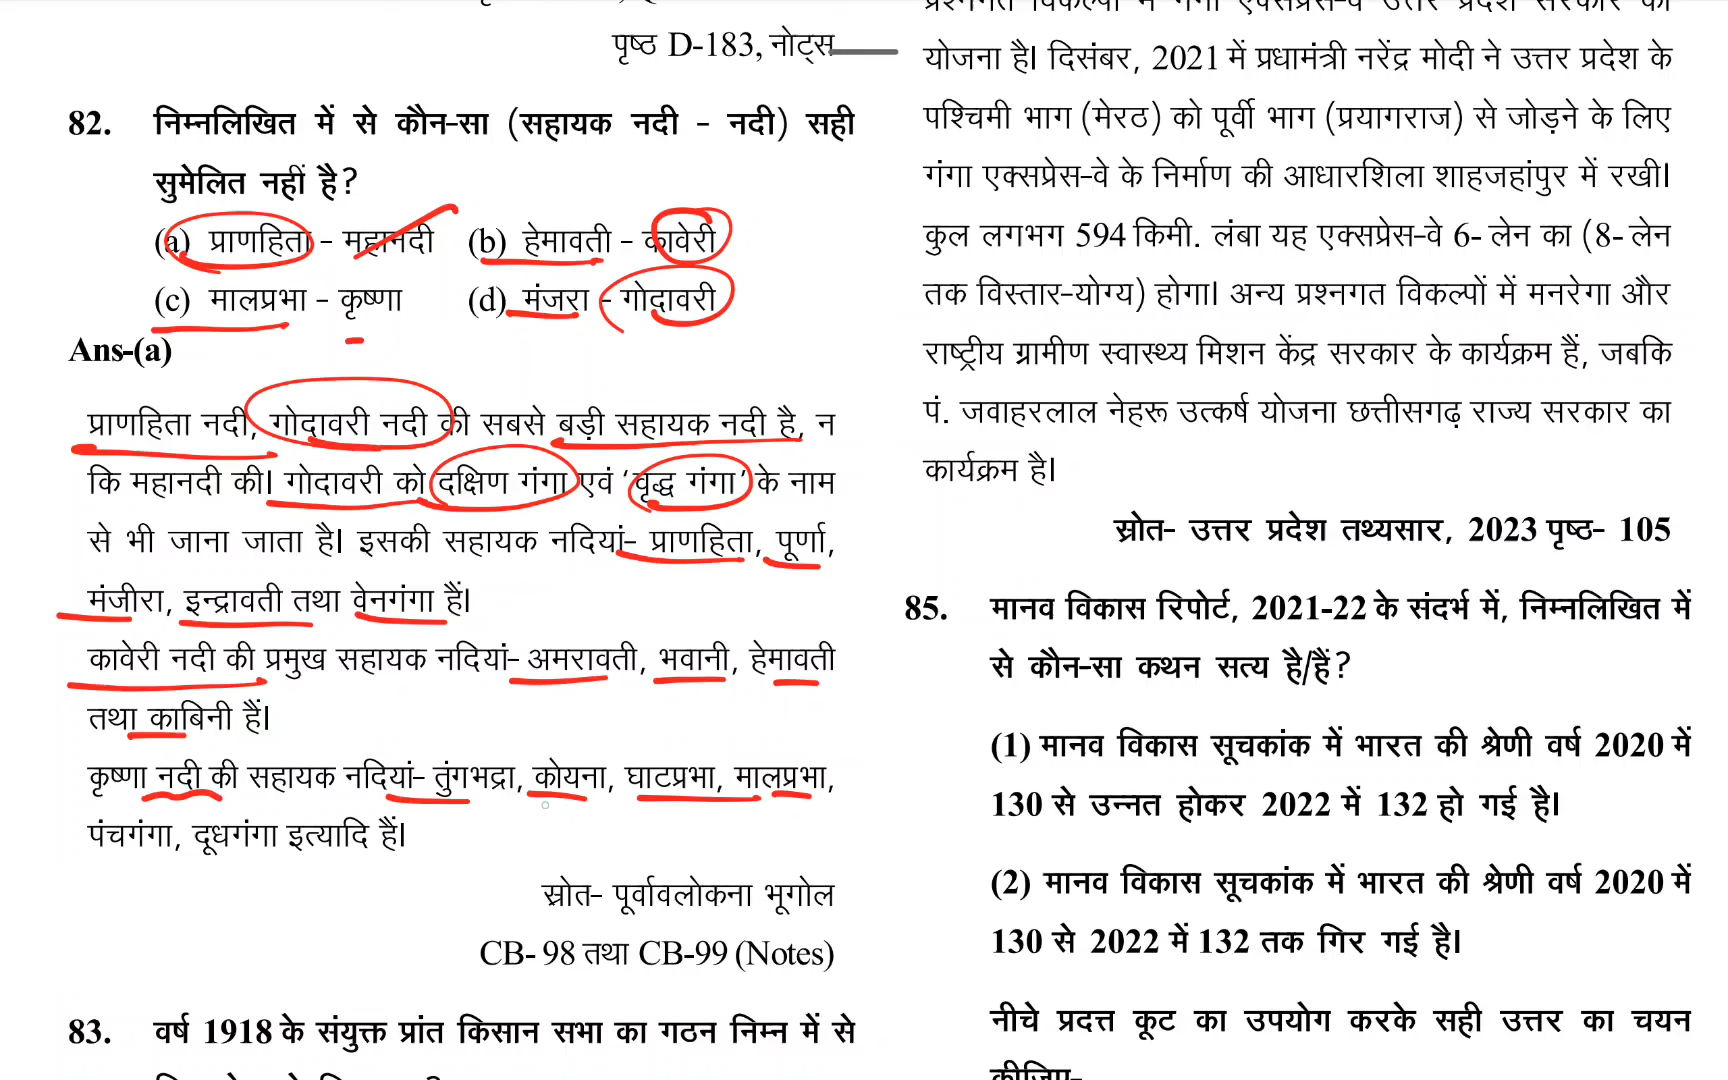 पृष्ठ D-183, नोट्स
82. निम्नलिखित में से कौन-सा (सहायक नदी - नदी) सही
सुमेलित नहीं है?
(a) प्राणहिता - महानदी (b) हेमावती - कावेरी
(c) मालप्रभा - कृष्णा (d) मंजरा - गोदावरी
Ans-(a)
प्राणहिता नदी, गोदावरी नदी की सबसे बड़ी सहायक नदी है, न
कि महानदी की। गोदावरी को दक्षिण गंगा एवं ‘वृद्ध गंगा’ के नाम
से भी जाना जाता है। इसकी सहायक नदियां- प्राणहिता, पूर्णा,
मंजीरा, इन्द्रावती तथा वेनगंगा हैं।
कावेरी नदी की प्रमुख सहायक नदियां- अमरावती, भवानी, हेमावती
तथा काबिनी हैं।
कृष्णा नदी की सहायक नदियां- तुंगभद्रा, कोयना, घाटप्रभा, मालप्रभा,
पंचगंगा, दूधगंगा इत्यादि हैं।
स्रोत- पूर्वावलोकना भूगोल
CB- 98 तथा CB-99 (Notes)
83. वर्ष 1918 के संयुक्त प्रांत किसान सभा का गठन निम्न में से
प्रश्नगत विकल्पों में गंगा एक्सप्रेस-वे उत्तर प्रदेश सरकार की
योजना है। दिसंबर, 2021 में प्रधामंत्री नरेंद्र मोदी ने उत्तर प्रदेश के
पश्चिमी भाग (मेरठ) को पूर्वी भाग (प्रयागराज) से जोड़ने के लिए
गंगा एक्सप्रेस-वे के निर्माण की आधारशिला शाहजहांपुर में रखी।
कुल लगभग 594 किमी. लंबा यह एक्सप्रेस-वे 6- लेन का (8- लेन
तक विस्तार-योग्य) होगा। अन्य प्रश्नगत विकल्पों में मनरेगा और
राष्ट्रीय ग्रामीण स्वास्थ्य मिशन केंद्र सरकार के कार्यक्रम हैं, जबकि
पं. जवाहरलाल नेहरू उत्कर्ष योजना छत्तीसगढ़ राज्य सरकार का
कार्यक्रम है।
स्रोत- उत्तर प्रदेश तथ्यसार, 2023 पृष्ठ- 105
85. मानव विकास रिपोर्ट, 2021-22 के संदर्भ में, निम्नलिखित में
से कौन-सा कथन सत्य है/हैं?
(1) मानव विकास सूचकांक में भारत की श्रेणी वर्ष 2020 में
130 से उन्नत होकर 2022 में 132 हो गई है।
(2) मानव विकास सूचकांक में भारत की श्रेणी वर्ष 2020 में
130 से 2022 में 132 तक गिर गई है।
नीचे प्रदत्त कूट का उपयोग करके सही उत्तर का चयन
कीजिए-